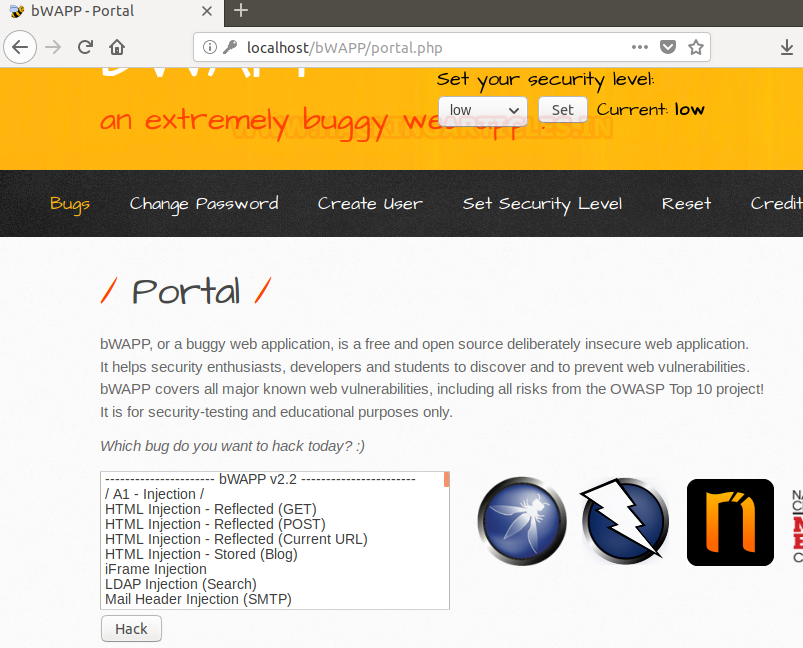 bWAPP - Portal
localhost/bWAPP/portal.php
bWAPP
Set your security level:
low Set Current: low
an extremely buggy web app !
Bugs Change Password Create User Set Security Level Reset Credit
/ Portal /
bWAPP, or a buggy web application, is a free and open source deliberately insecure web application.
It helps security enthusiasts, developers and students to discover and to prevent web vulnerabilities.
bWAPP covers all major known web vulnerabilities, including all risks from the OWASP Top 10 project!
It is for security-testing and educational purposes only.
Which bug do you want to hack today? :)
---------------------- bWAPP v2.2 -----------------------
/ A1 - Injection /
HTML Injection - Reflected (GET)
HTML Injection - Reflected (POST)
HTML Injection - Reflected (Current URL)
HTML Injection - Stored (Blog)
iFrame Injection
LDAP Injection (Search)
Mail Header Injection (SMTP)
Hack